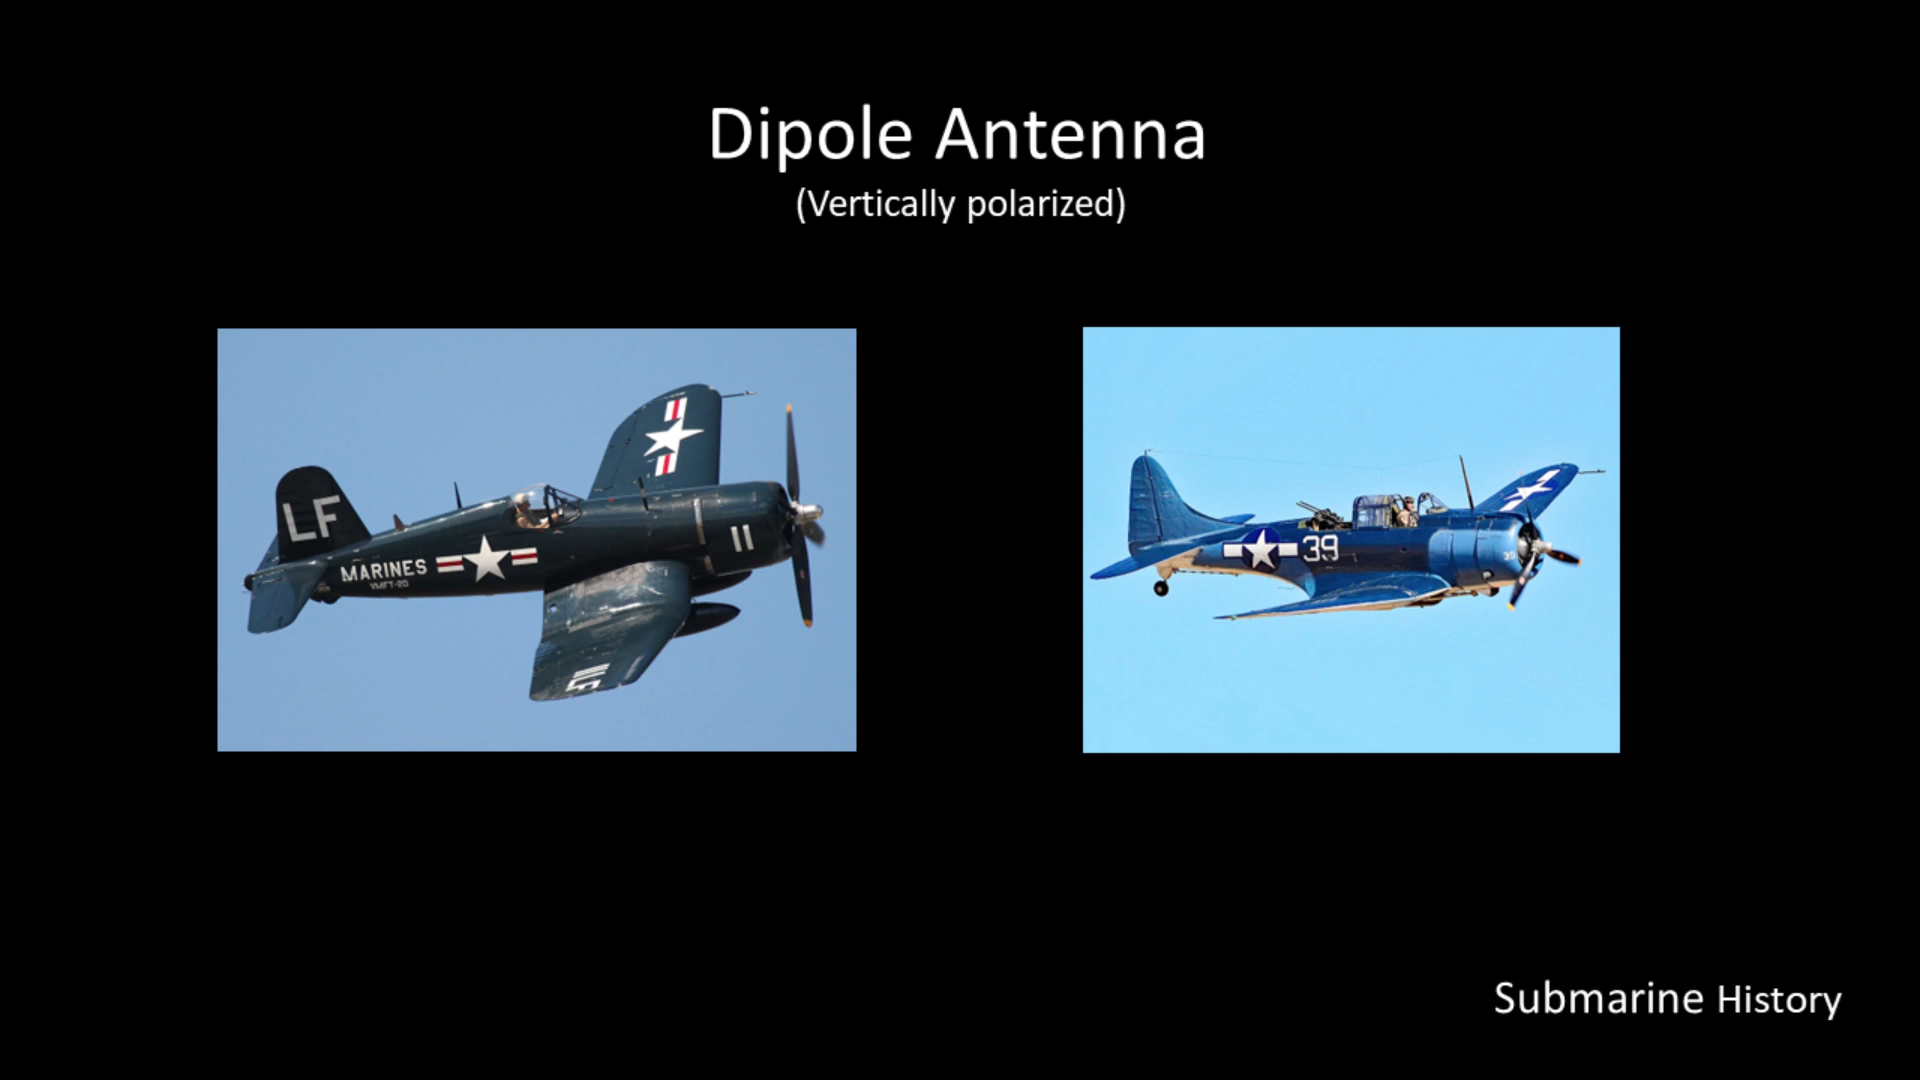 Dipole Antenna
(Vertically polarized)
LF
MARINES
11
39
Submarine History